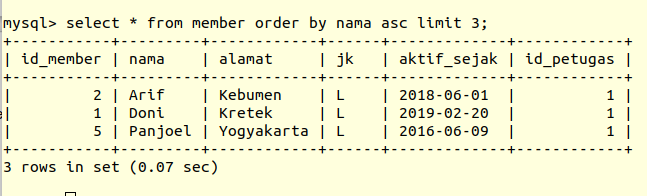 mysql> select * from member order by nama asc limit 3;
+-----------+---------+------------+------+-------------+------------+
| id_member | nama    | alamat     | jk   | aktif_sejak | id_petugas |
+-----------+---------+------------+------+-------------+------------+
|         2 | Arif    | Kebumen    | L    | 2018-06-01  |          1 |
|         1 | Doni    | Kretek     | L    | 2019-02-20  |          1 |
|         5 | Panjoel | Yogyakarta | L    | 2016-06-09  |          1 |
+-----------+---------+------------+------+-------------+------------+
3 rows in set (0.07 sec)